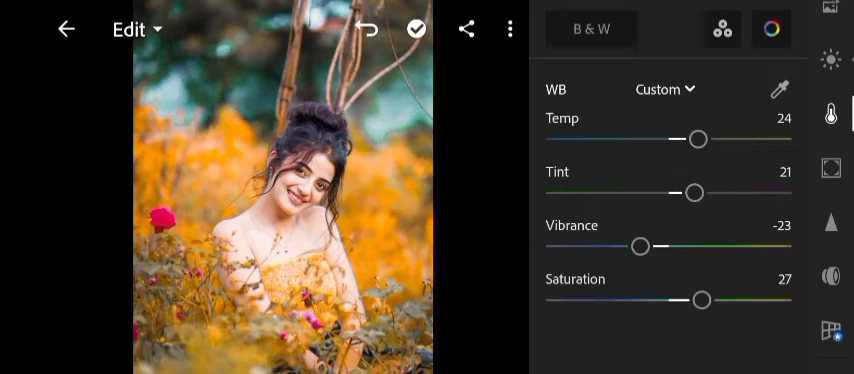 Edit
B & W
WB Custom
Temp 24
Tint 21
Vibrance -23
Saturation 27